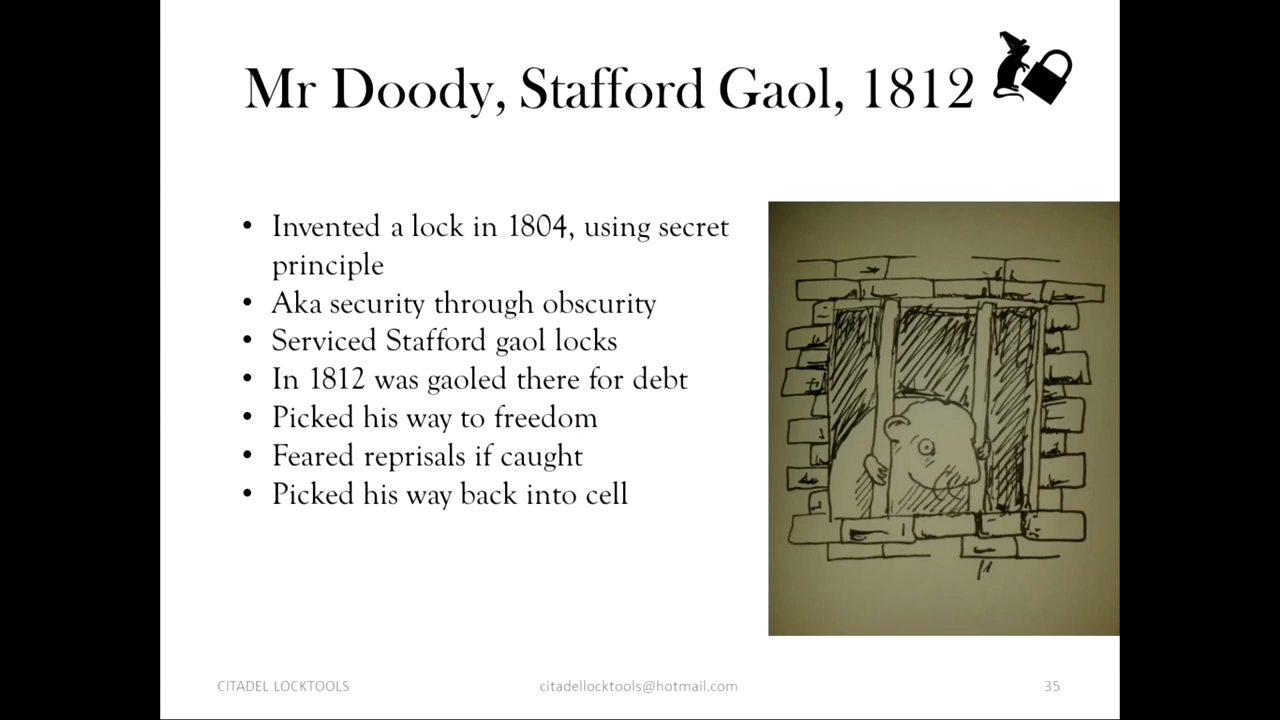 Mr Doody, Stafford Gaol, 1812
• Invented a lock in 1804, using secret
principle
• Aka security through obscurity
• Serviced Stafford gaol locks
• In 1812 was gaoled there for debt
• Picked his way to freedom
• Feared reprisals if caught
• Picked his way back into cell
CITADEL LOCKTOOLS
citadellocktools@hotmail.com
35